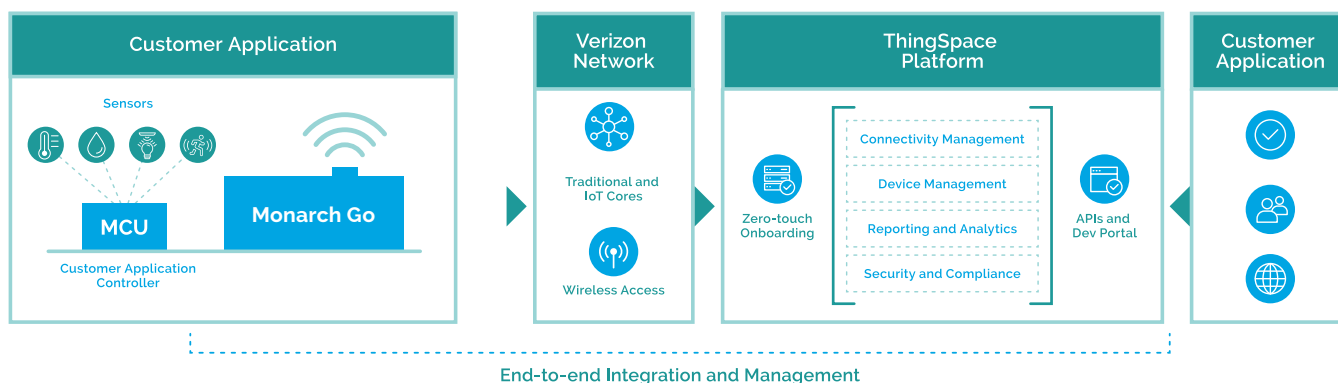 Customer Application
Sensors
MCU
Monarch Go
Customer Application
Controller
Verizon
Network
Traditional and
IoT Cores
Wireless Access
ThingSpace
Platform
Zero-touch
Onboarding
Connectivity Management
Device Management
Reporting and Analytics
Security and Compliance
APIs and
Dev Portal
Customer
Application
End-to-end Integration and Management